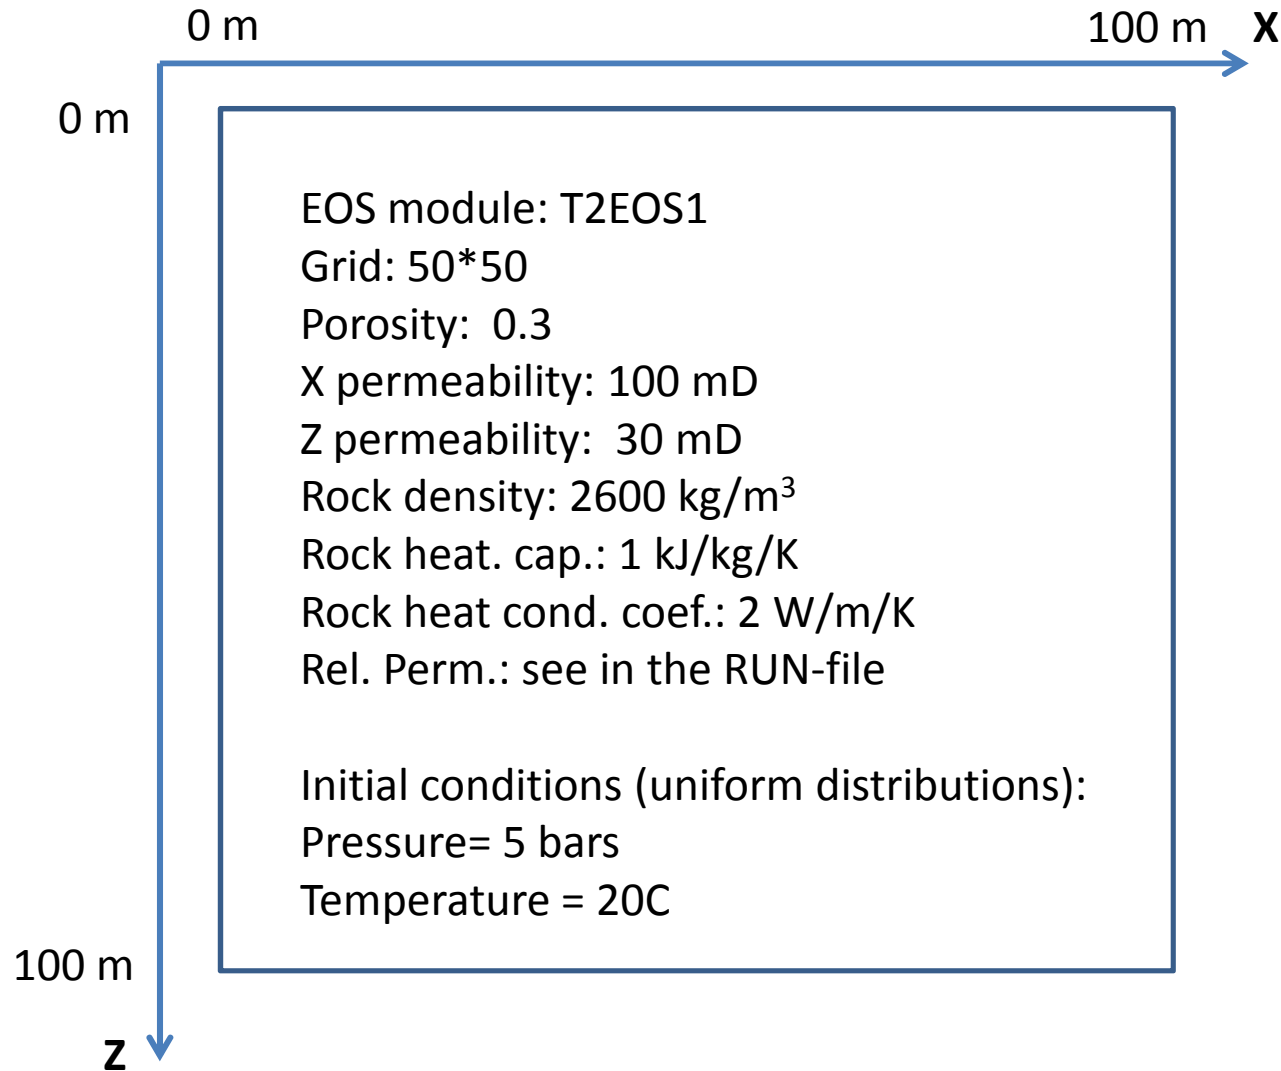 0 m
100 m X
0 m
EOS module: T2EOS1
Grid: 50*50
Porosity:  0.3
X permeability: 100 mD
Z permeability:  30 mD
Rock density: 2600 kg/m³
Rock heat. cap.: 1 kJ/kg/K
Rock heat cond. coef.: 2 W/m/K
Rel. Perm.: see in the RUN-file
Initial conditions (uniform distributions):
Pressure= 5 bars
Temperature = 20C
100 m
Z